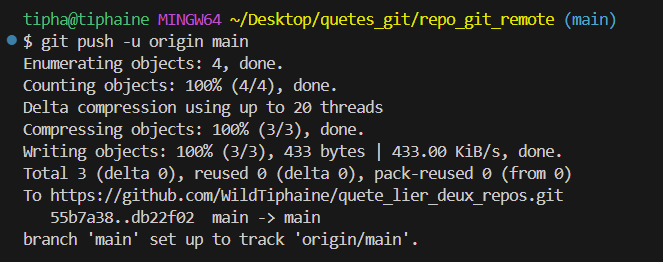 tipha@tiphaine MINGW64 ~/Desktop/quetes_git/repo_git_remote (main)
$ git push -u origin main
Enumerating objects: 4, done.
Counting objects: 100% (4/4), done.
Delta compression using up to 20 threads
Compressing objects: 100% (3/3), done.
Writing objects: 100% (3/3), 433 bytes | 433.00 KiB/s, done.
Total 3 (delta 0), reused 0 (delta 0), pack-reused 0 (from 0)
To https://github.com/WildTiphaine/quete_lier_deux_repos.git
   55b7a38..db22f02  main -> main
branch 'main' set up to track 'origin/main'.